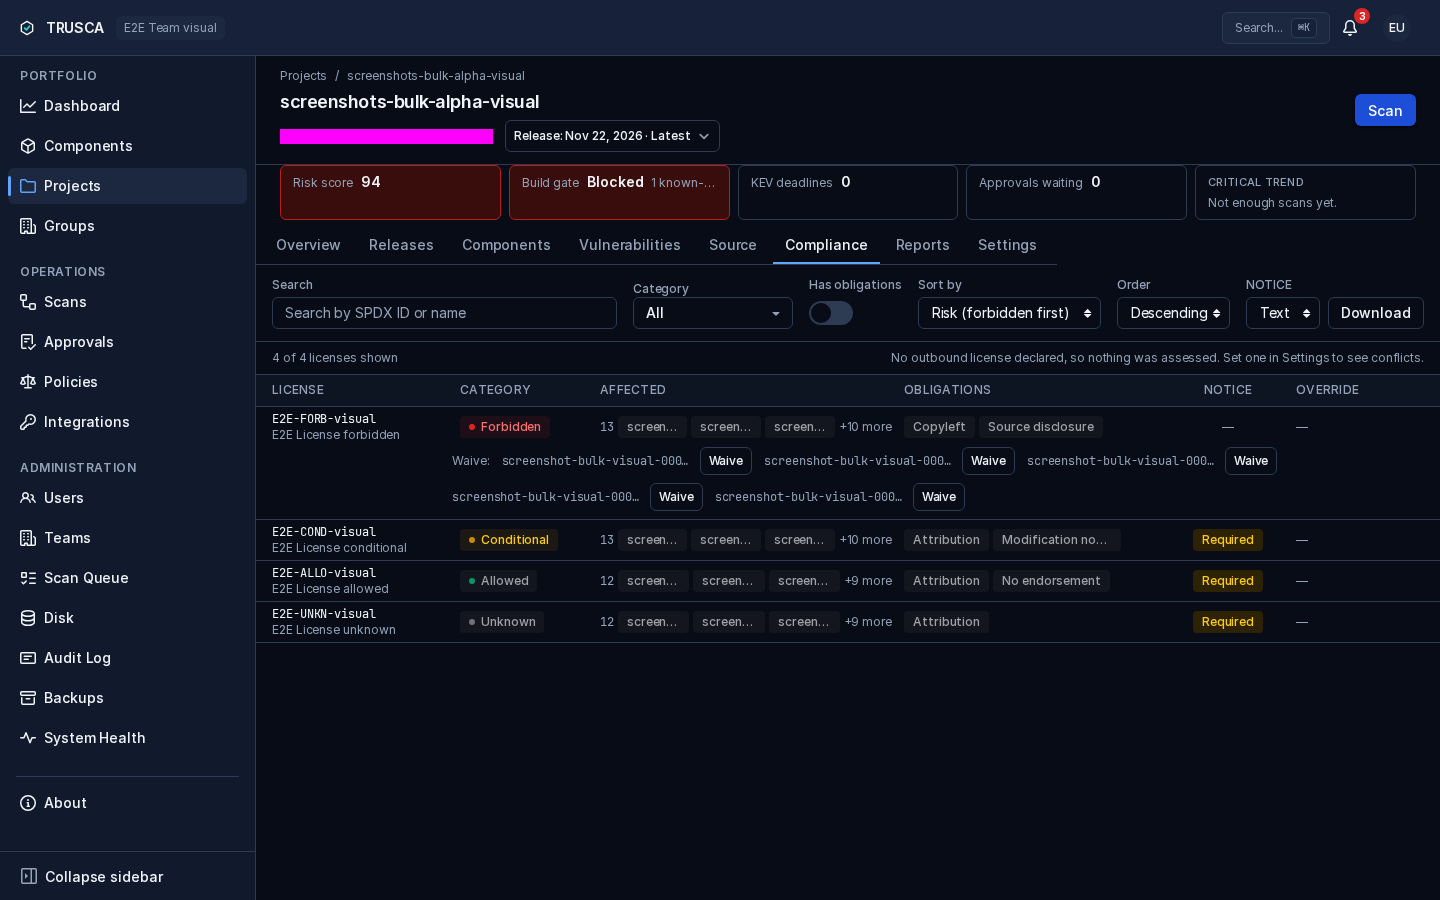 TRUSCA
E2E Team visual
Search... ⌘K
3
EU
PORTFOLIO
Dashboard
Components
Projects
Groups
OPERATIONS
Scans
Approvals
Policies
Integrations
ADMINISTRATION
Users
Teams
Scan Queue
Disk
Audit Log
Backups
System Health
About
Collapse sidebar
Projects / screenshots-bulk-alpha-visual
screenshots-bulk-alpha-visual
Release: Nov 22, 2026 · Latest
Scan
Risk score 94
Build gate Blocked 1 known-...
KEV deadlines 0
Approvals waiting 0
CRITICAL TREND
Not enough scans yet.
Overview Releases Components Vulnerabilities Source Compliance Reports Settings
Search Category Has obligations Sort by Order NOTICE
Search by SPDX ID or name All Risk (forbidden first) Descending Text Download
4 of 4 licenses shown No outbound license declared, so nothing was assessed. Set one in Settings to see conflicts.
LICENSE CATEGORY AFFECTED OBLIGATIONS NOTICE OVERRIDE
E2E-FORB-visual
E2E License forbidden
Forbidden 13 screen... screen... screen... +10 more Copyleft Source disclosure — —
Waive: screenshot-bulk-visual-000... Waive screenshot-bulk-visual-000... Waive screenshot-bulk-visual-000... Waive
screenshot-bulk-visual-000... Waive screenshot-bulk-visual-000... Waive
E2E-COND-visual
E2E License conditional
Conditional 13 screen... screen... screen... +10 more Attribution Modification no... Required —
E2E-ALLO-visual
E2E License allowed
Allowed 12 screen... screen... screen... +9 more Attribution No endorsement Required —
E2E-UNKN-visual
E2E License unknown
Unknown 12 screen... screen... screen... +9 more Attribution Required —